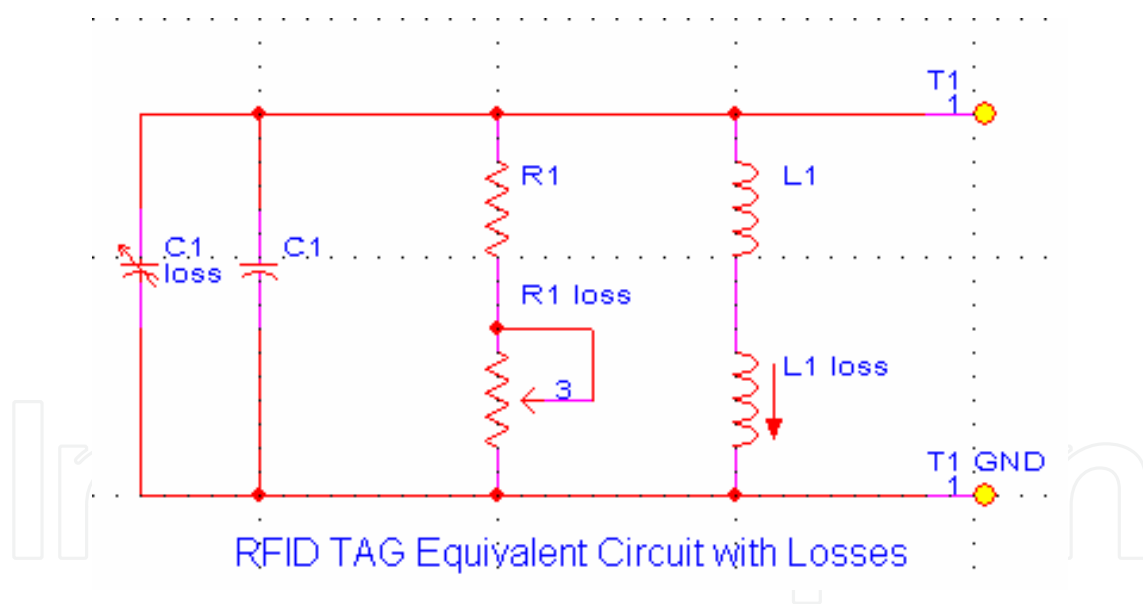 T1
1
R1
L1
C1
loss
C1
R1 loss
3
L1 loss
T1 GND
1
RFID TAG Equivalent Circuit with Losses